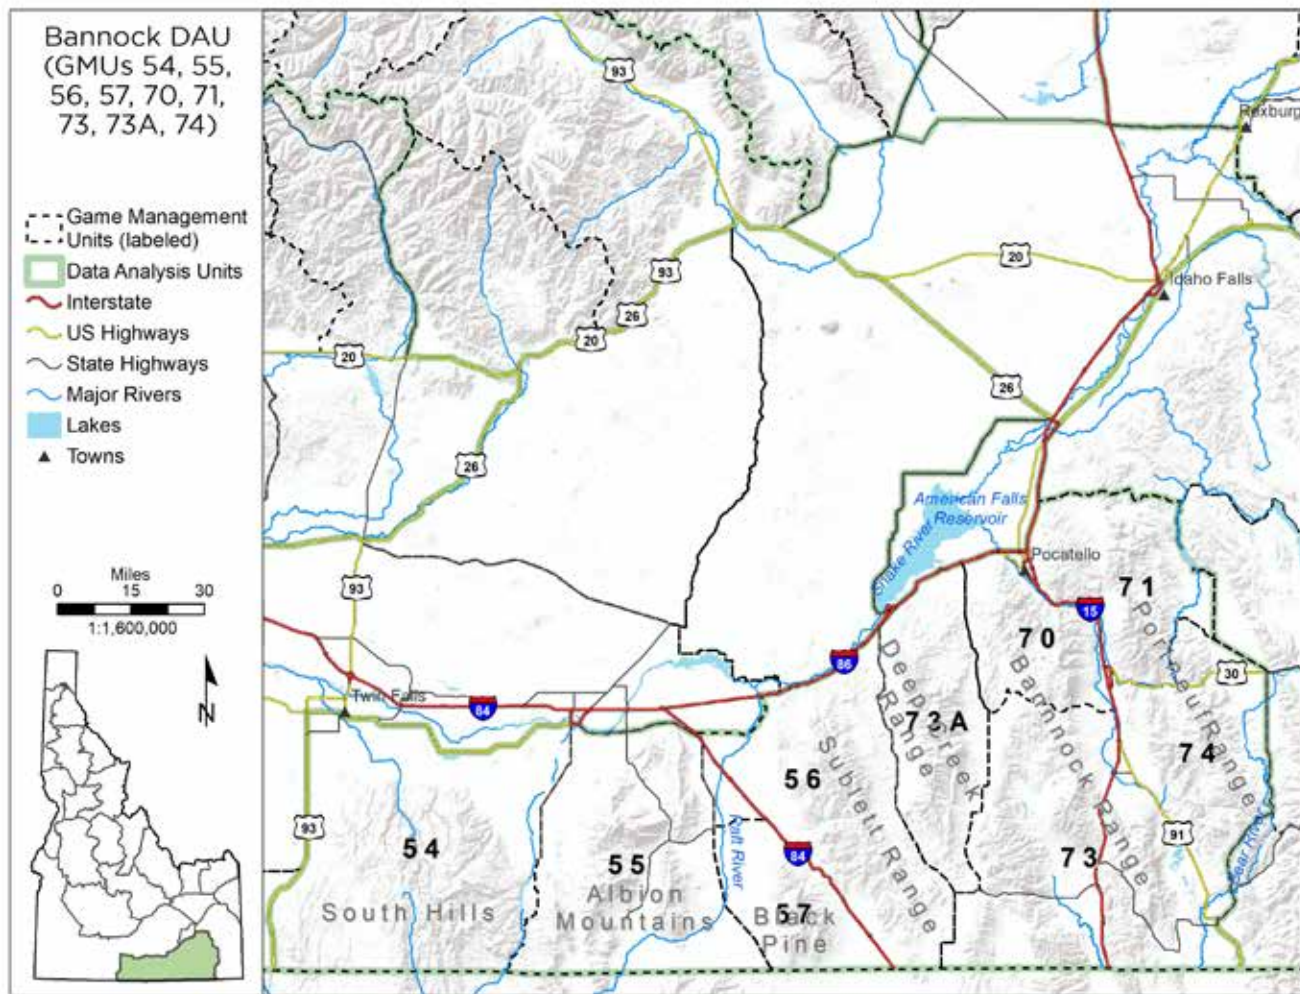 Bannock DAU
(GMUs 54, 55,
56, 57, 70, 71,
73, 73A, 74)
Game Management
Units (labeled)
Data Analysis Units
Interstate
US Highways
State Highways
Major Rivers
Lakes
Towns
Miles
0 15 30
1:1,600,000
N
93
Rexburg
20
Idaho Falls
93
26
20
20
26
26
American Falls
Reservoir
Snake River
Pocatello
93
71
15
70
86
Portneuf Range
30
Twin Falls
84
Deep Creek
Range
73A
Bannock Range
74
56
Sublett Range
93
54
91
84
Raft River
55
73
Bear River
Albion
Mountains
South Hills
57
Black
Pine